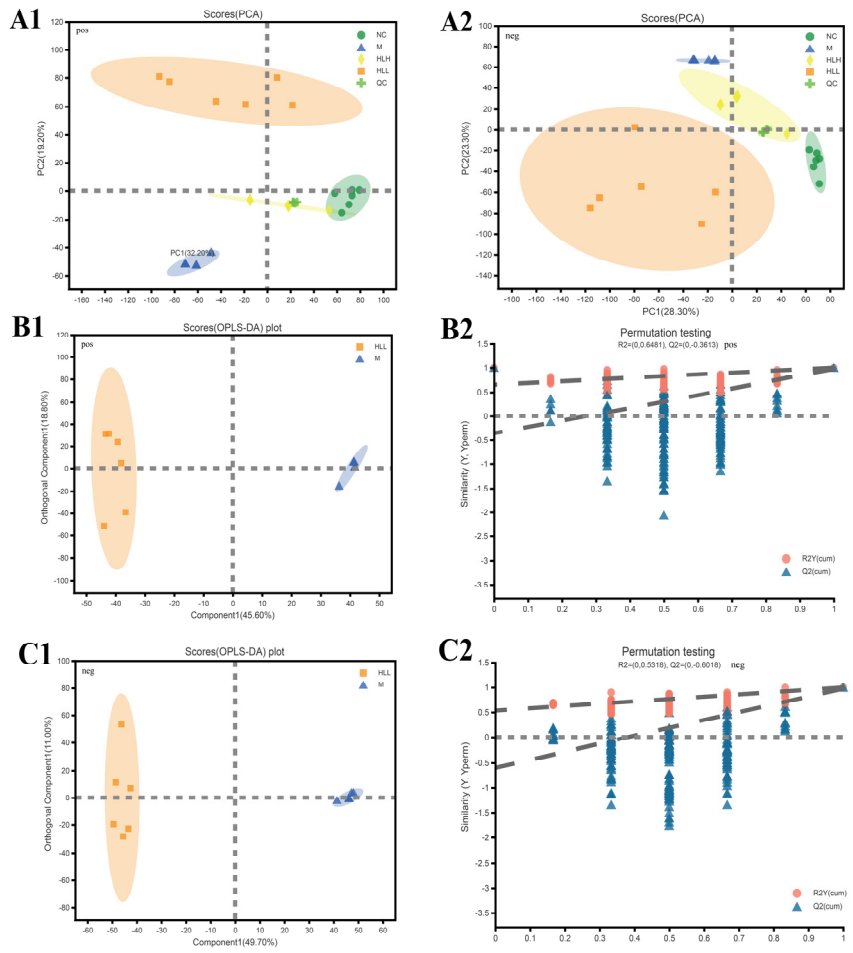 A1
Scores(PCA)
pos
NC
M
HLH
HLL
QC
PC2(19.20%)
120
100
80
60
40
20
0
-20
-40
-60
PC1(32.20%)
-160 -140 -120 -100 -80 -60 -40 -20 0 20 40 60 80 100
A2
Scores(PCA)
neg
NC
M
HLH
HLL
QC
PC2(23.30%)
100
80
60
40
20
0
-20
-40
-60
-80
-100
-120
-140
-100 -100 -80 -60 -40 -20 0 20 40 60 80 00
PC1(28.30%)
B1
Scores(OPLS-DA) plot
pos
HLL
M
Orthogonal Component1(18.80%)
120
100
80
60
40
20
0
-20
-40
-60
-80
-100
-50 -40 -30 -20 -10 0 10 20 30 40 50
Component1(45.60%)
B2
Permutation testing
R2=(0,0.6481), Q2=(0,-0.3613) pos
Similarity (Y, Yperm)
1.5
1
0.5
0
-0.5
-1
-1.5
-2
-2.5
-3
-3.5
R2Y(cum)
Q2(cum)
0 0.1 0.2 0.3 0.4 0.5 0.6 0.7 0.8 0.9 1
C1
Scores(OPLS-DA) plot
neg
HLL
M
Orthogonal Component1(11.00%)
100
80
60
40
20
0
-20
-40
-60
-80
-60 -50 -40 -30 -20 -10 0 10 20 30 40 50 60
Component1(49.70%)
C2
Permutation testing
R2=(0,0.5318), Q2=(0,-0.6018) neg
Similarity (Y Yperm)
1.5
1
0.5
0
-0.5
-1
-1.5
-2
-2.5
-3
-3.5
R2Y(cum)
Q2(cum)
0 0.1 0.2 0.3 0.4 0.5 0.6 0.7 0.8 0.9 1